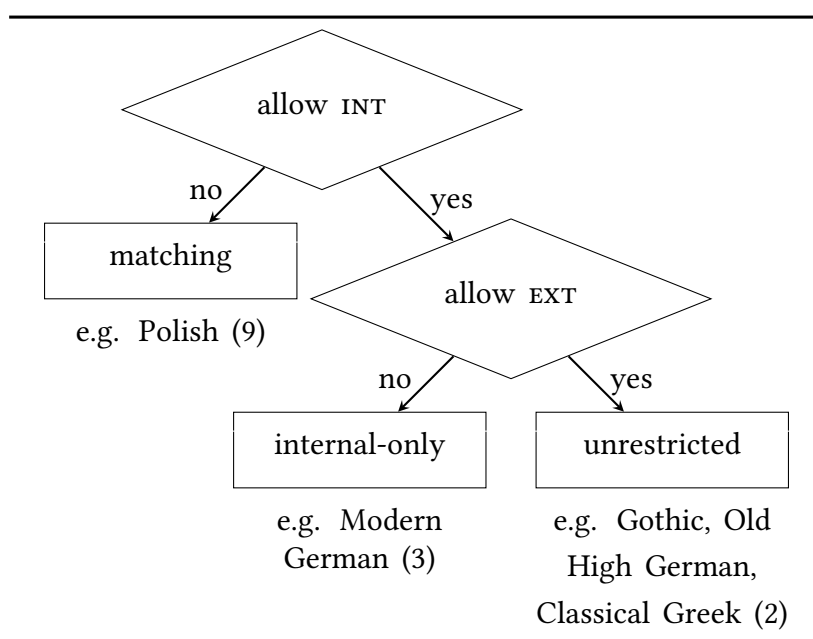 allow INT
no
yes
matching
allow EXT
e.g. Polish (9)
no
yes
internal-only
unrestricted
e.g. Modern
German (3)
e.g. Gothic, Old
High German,
Classical Greek (2)